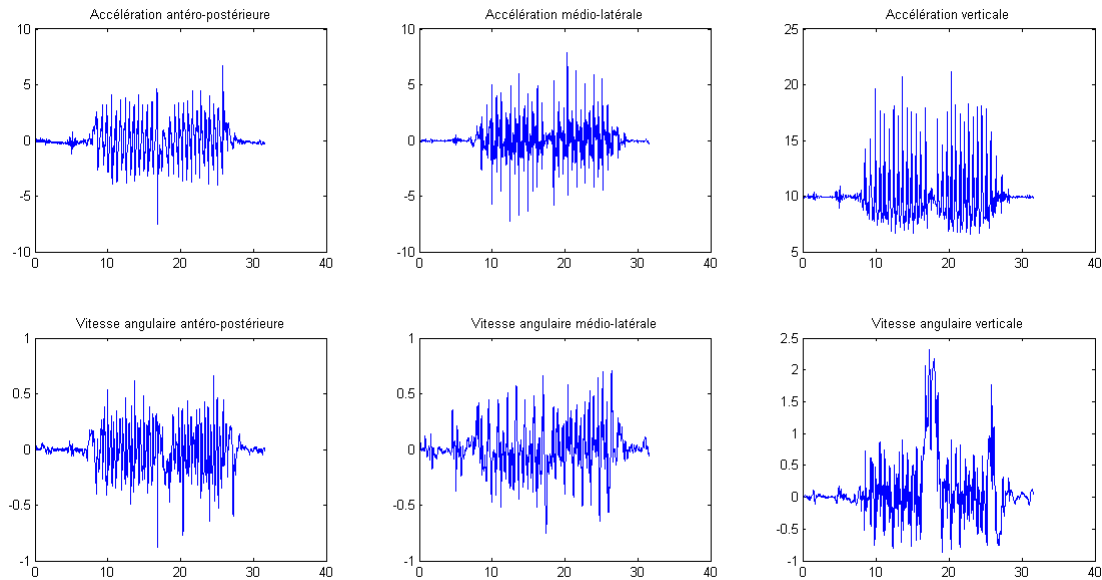 Accélération antéro-postérieure
10
5
0
-5
-10
0 10 20 30 40
Accélération médio-latérale
10
5
0
-5
-10
0 10 20 30 40
Accélération verticale
25
20
15
10
5
0 10 20 30 40
Vitesse angulaire antéro-postérieure
1
0.5
0
-0.5
-1
0 10 20 30 40
Vitesse angulaire médio-latérale
1
0.5
0
-0.5
-1
0 10 20 30 40
Vitesse angulaire verticale
2.5
2
1.5
1
0.5
0
-0.5
-1
0 10 20 30 40